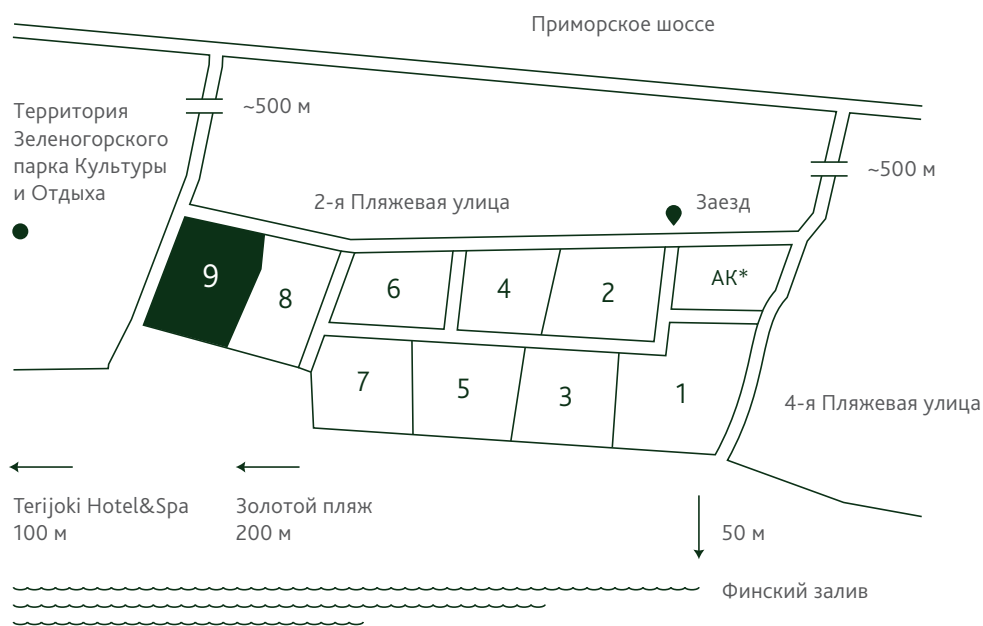 Приморское шоссе
Территория
Зеленогорского
парка Культуры
и Отдыха
~500 м
~500 м
2-я Пляжевая улица
Заезд
9
8
6
4
2
АК*
7
5
3
1
4-я Пляжевая улица
Terijoki Hotel&Spa
100 м
Золотой пляж
200 м
50 м
Финский залив